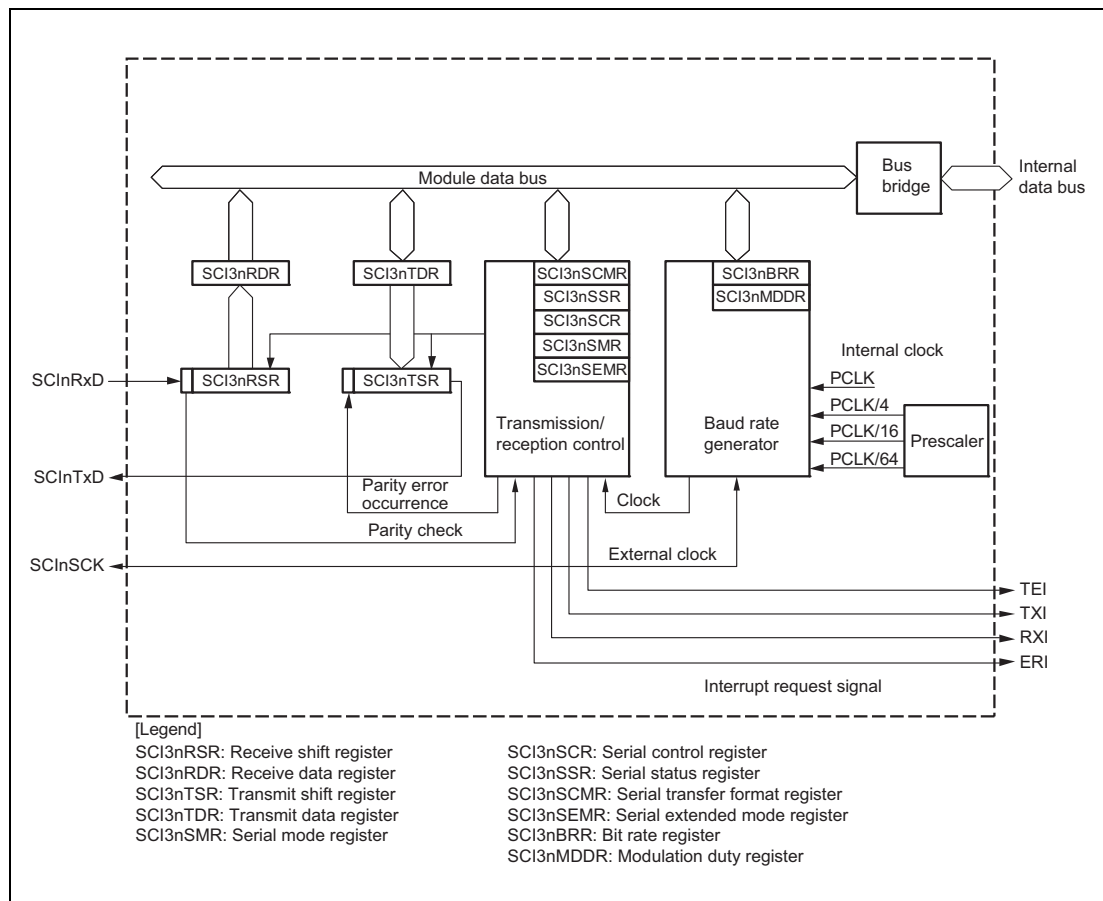 Bus
bridge
Internal
data bus
Module data bus
SCI3nRDR
SCI3nTDR
SCI3nSCMR
SCI3nSSR
SCI3nSCR
SCI3nSMR
SCI3nSEMR
SCI3nBRR
SCI3nMDDR
SCInRxD
SCI3nRSR
SCI3nTSR
Transmission/
reception control
Baud rate
generator
Internal clock
PCLK
PCLK/4
PCLK/16
PCLK/64
Prescaler
SCInTxD
Parity error
occurrence
Parity check
Clock
External clock
SCInSCK
TEI
TXI
RXI
ERI
Interrupt request signal
[Legend]
SCI3nRSR: Receive shift register
SCI3nRDR: Receive data register
SCI3nTSR: Transmit shift register
SCI3nTDR: Transmit data register
SCI3nSMR: Serial mode register
SCI3nSCR: Serial control register
SCI3nSSR: Serial status register
SCI3nSCMR: Serial transfer format register
SCI3nSEMR: Serial extended mode register
SCI3nBRR: Bit rate register
SCI3nMDDR: Modulation duty register